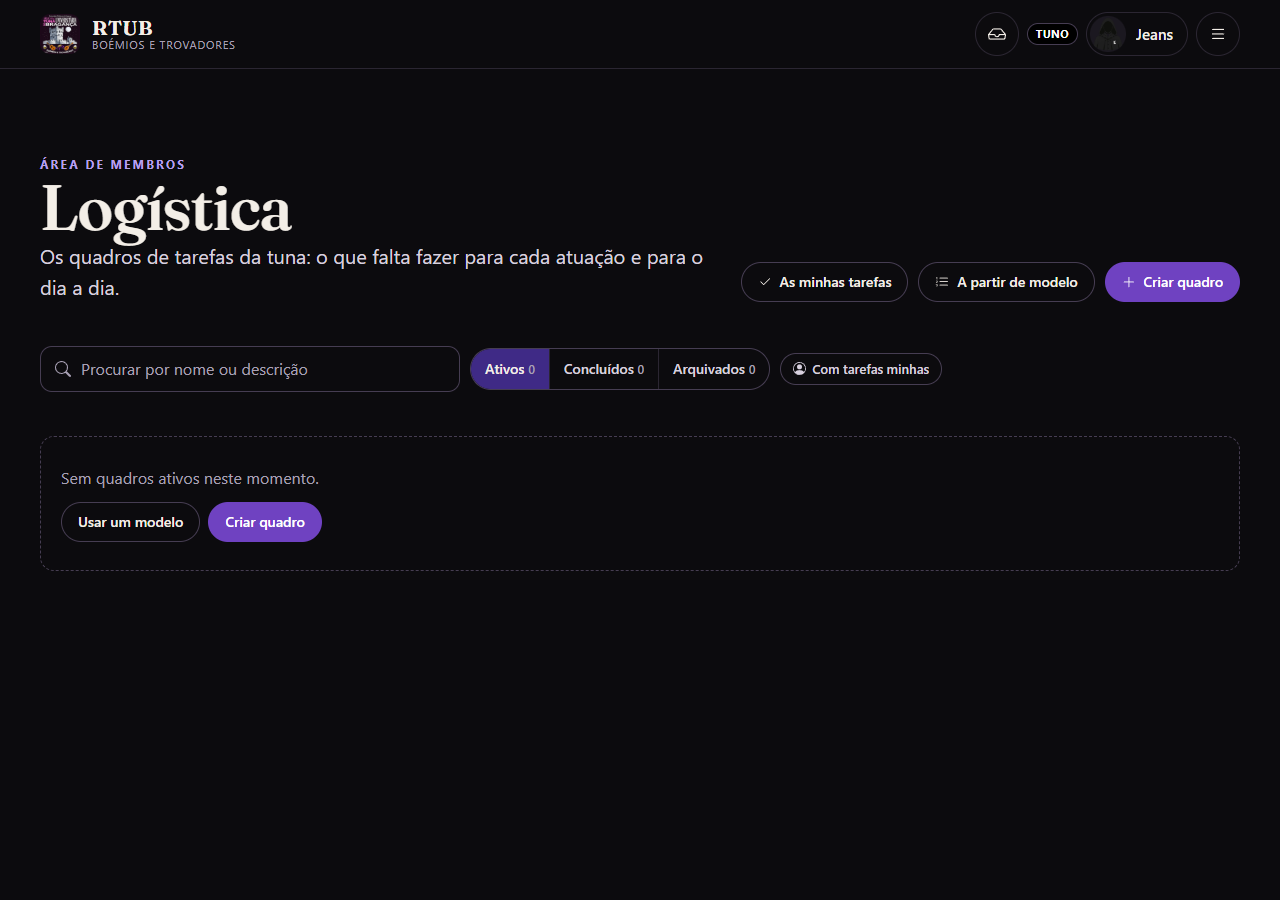 RTUB
BOÉMIOS E TROVADORES
TUNO
Jeans
ÁREA DE MEMBROS
Logística
Os quadros de tarefas da tuna: o que falta fazer para cada atuação e para o
dia a dia.
As minhas tarefas
A partir de modelo
Criar quadro
Procurar por nome ou descrição
Ativos 0
Concluídos 0
Arquivados 0
Com tarefas minhas
Sem quadros ativos neste momento.
Usar um modelo
Criar quadro